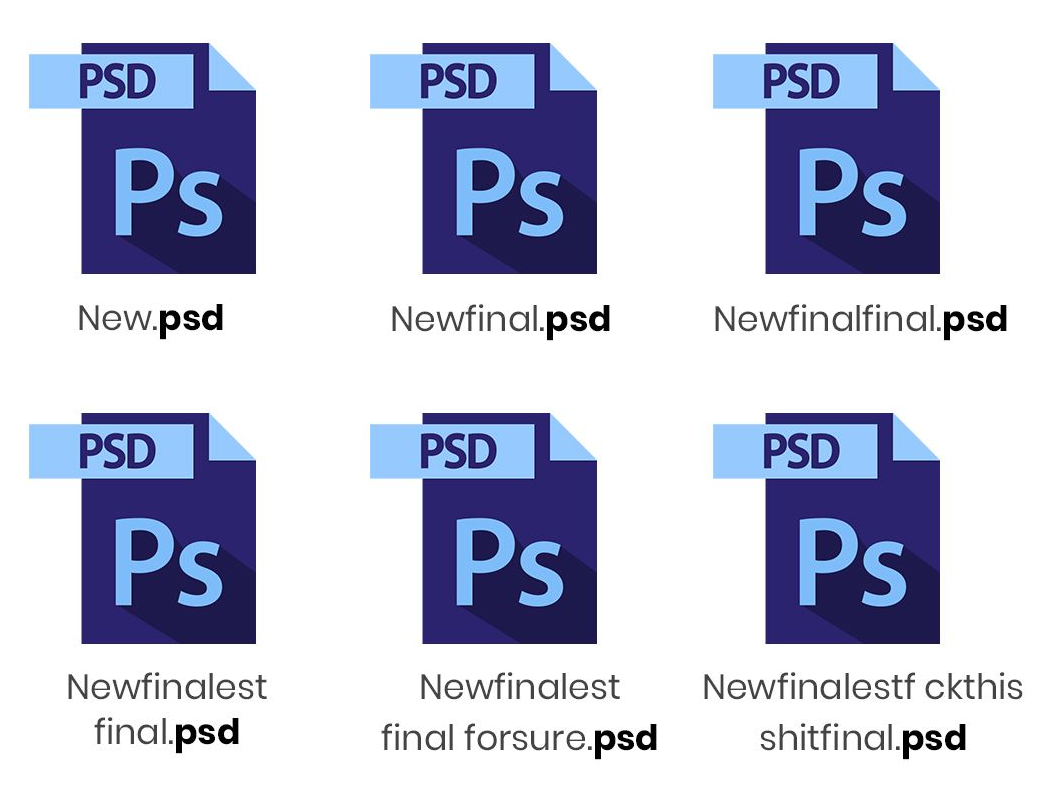 PSD
Ps
New.psd
PSD
Ps
Newfinal.psd
PSD
Ps
Newfinalfinal.psd
PSD
Ps
Newfinalest
final.psd
PSD
Ps
Newfinalest
final forsure.psd
PSD
Ps
Newfinalestf ckthis
shitfinal.psd